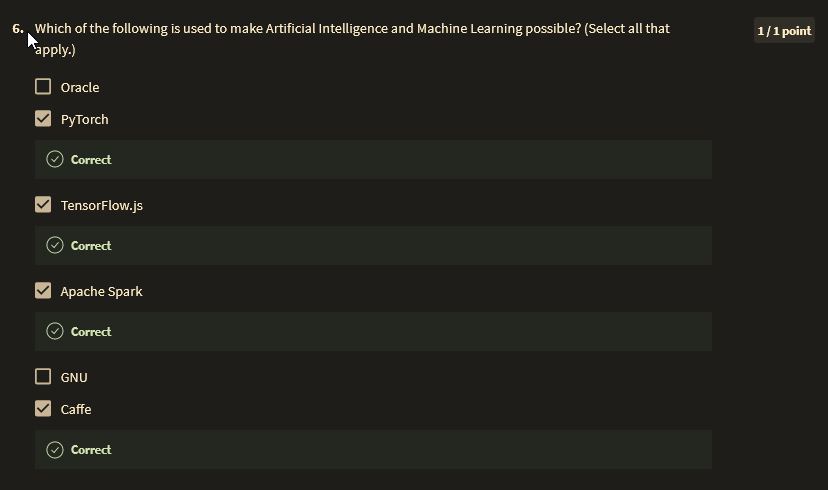 6. Which of the following is used to make Artificial Intelligence and Machine Learning possible? (Select all that
apply.)
1 / 1 point
Oracle
PyTorch
Correct
TensorFlow.js
Correct
Apache Spark
Correct
GNU
Caffe
Correct